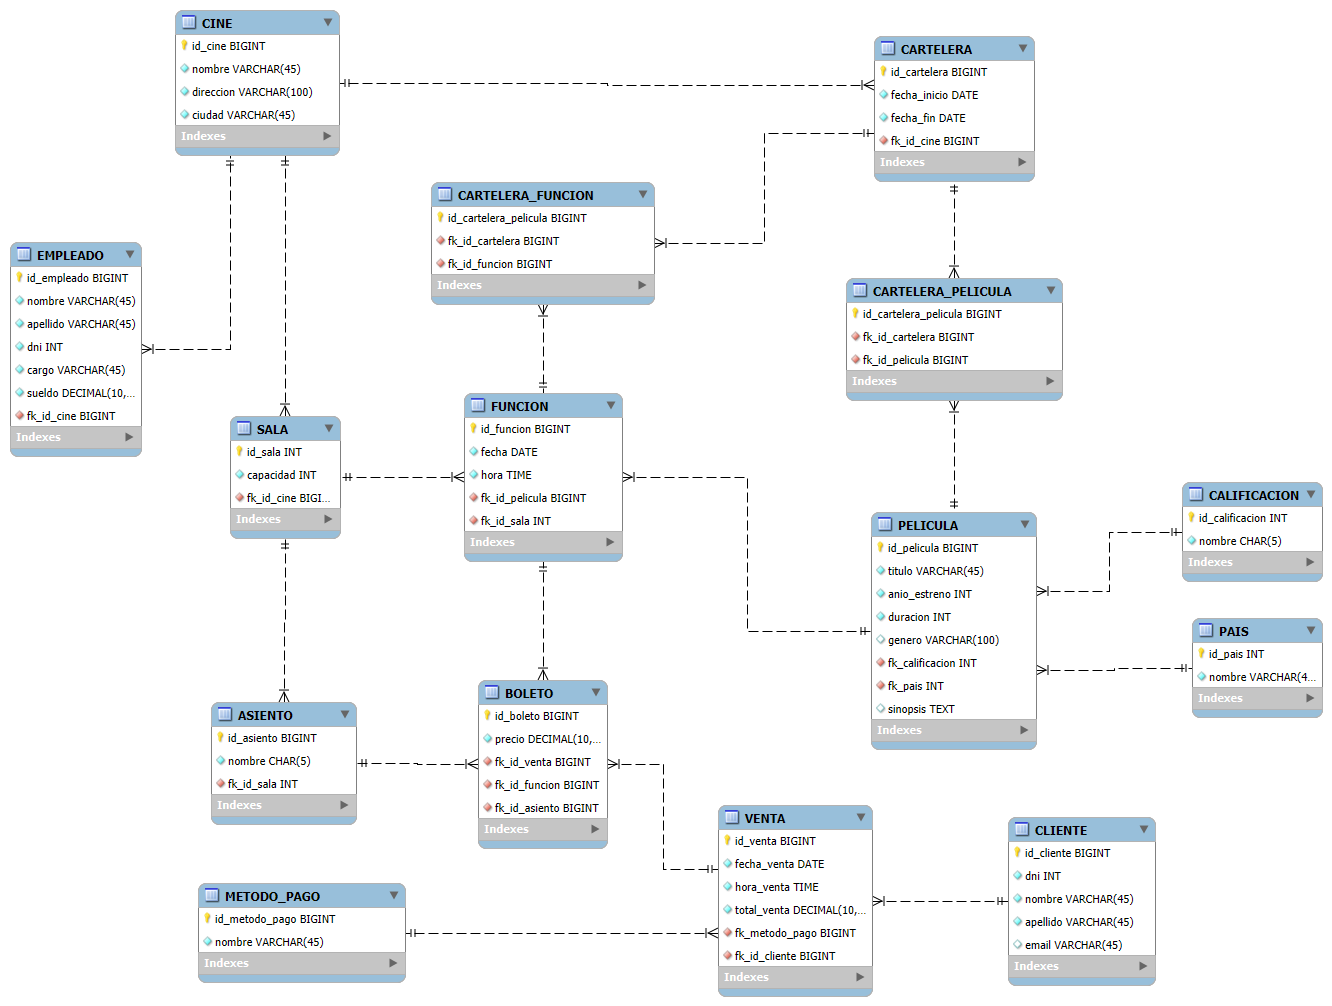 CINE
id_cine BIGINT
nombre VARCHAR(45)
direccion VARCHAR(100)
ciudad VARCHAR(45)
Indexes
CARTELERA
id_cartelera BIGINT
fecha_inicio DATE
fecha_fin DATE
fk_id_cine BIGINT
Indexes
CARTELERA_FUNCION
id_cartelera_pelicula BIGINT
fk_id_cartelera BIGINT
fk_id_funcion BIGINT
Indexes
EMPLEADO
id_empleado BIGINT
nombre VARCHAR(45)
apellido VARCHAR(45)
dni INT
cargo VARCHAR(45)
sueldo DECIMAL(10,...
fk_id_cine BIGINT
Indexes
CARTELERA_PELICULA
id_cartelera_pelicula BIGINT
fk_id_cartelera BIGINT
fk_id_pelicula BIGINT
Indexes
SALA
id_sala INT
capacidad INT
fk_id_cine BIGI...
Indexes
FUNCION
id_funcion BIGINT
fecha DATE
hora TIME
fk_id_pelicula BIGINT
fk_id_sala INT
Indexes
PELICULA
id_pelicula BIGINT
titulo VARCHAR(45)
anio_estreno INT
duracion INT
genero VARCHAR(100)
fk_calificacion INT
fk_pais INT
sinopsis TEXT
Indexes
CALIFICACION
id_calificacion INT
nombre CHAR(5)
Indexes
PAIS
id_pais INT
nombre VARCHAR(4...
Indexes
ASIENTO
id_asiento BIGINT
nombre CHAR(5)
fk_id_sala INT
Indexes
BOLETO
id_boleto BIGINT
precio DECIMAL(10,...
fk_id_venta BIGINT
fk_id_funcion BIGINT
fk_id_asiento BIGINT
Indexes
VENTA
id_venta BIGINT
fecha_venta DATE
hora_venta TIME
total_venta DECIMAL(10,...
fk_metodo_pago BIGINT
fk_id_cliente BIGINT
Indexes
CLIENTE
id_cliente BIGINT
dni INT
nombre VARCHAR(45)
apellido VARCHAR(45)
email VARCHAR(45)
Indexes
METODO_PAGO
id_metodo_pago BIGINT
nombre VARCHAR(45)
Indexes